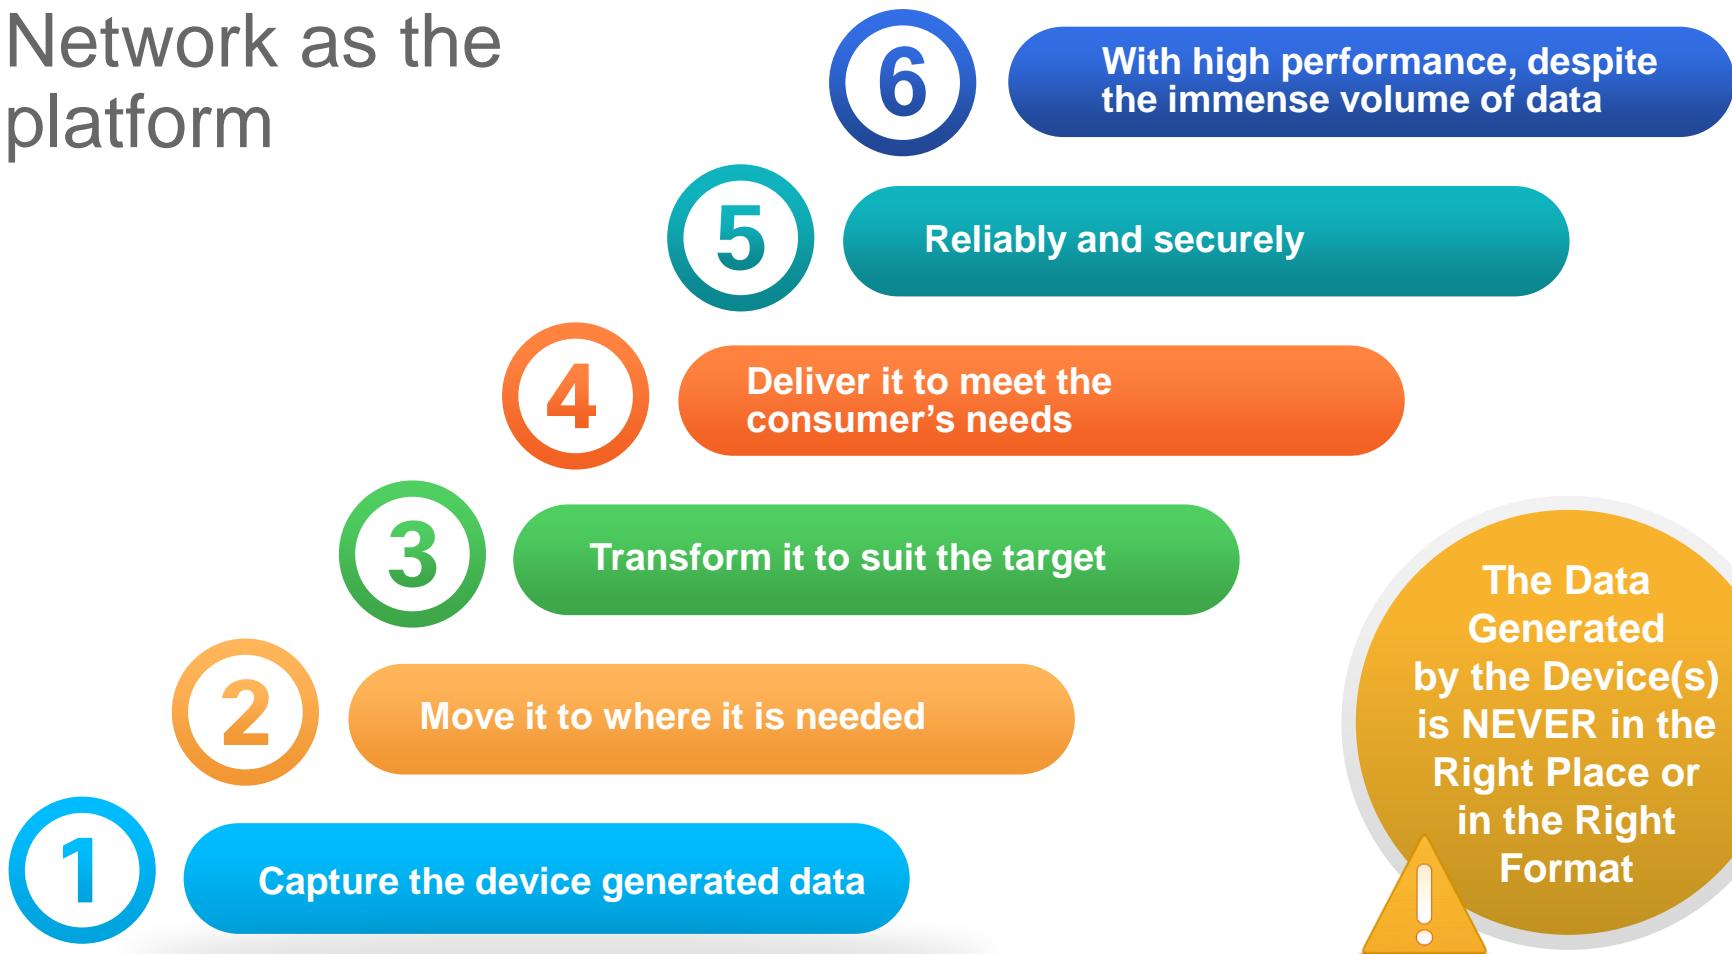 Network as the
platform
6
With high performance, despite
the immense volume of data
5
Reliably and securely
4
Deliver it to meet the
consumer’s needs
3
Transform it to suit the target
2
Move it to where it is needed
1
Capture the device generated data
The Data
Generated
by the Device(s)
is NEVER in the
Right Place or
in the Right
Format
!